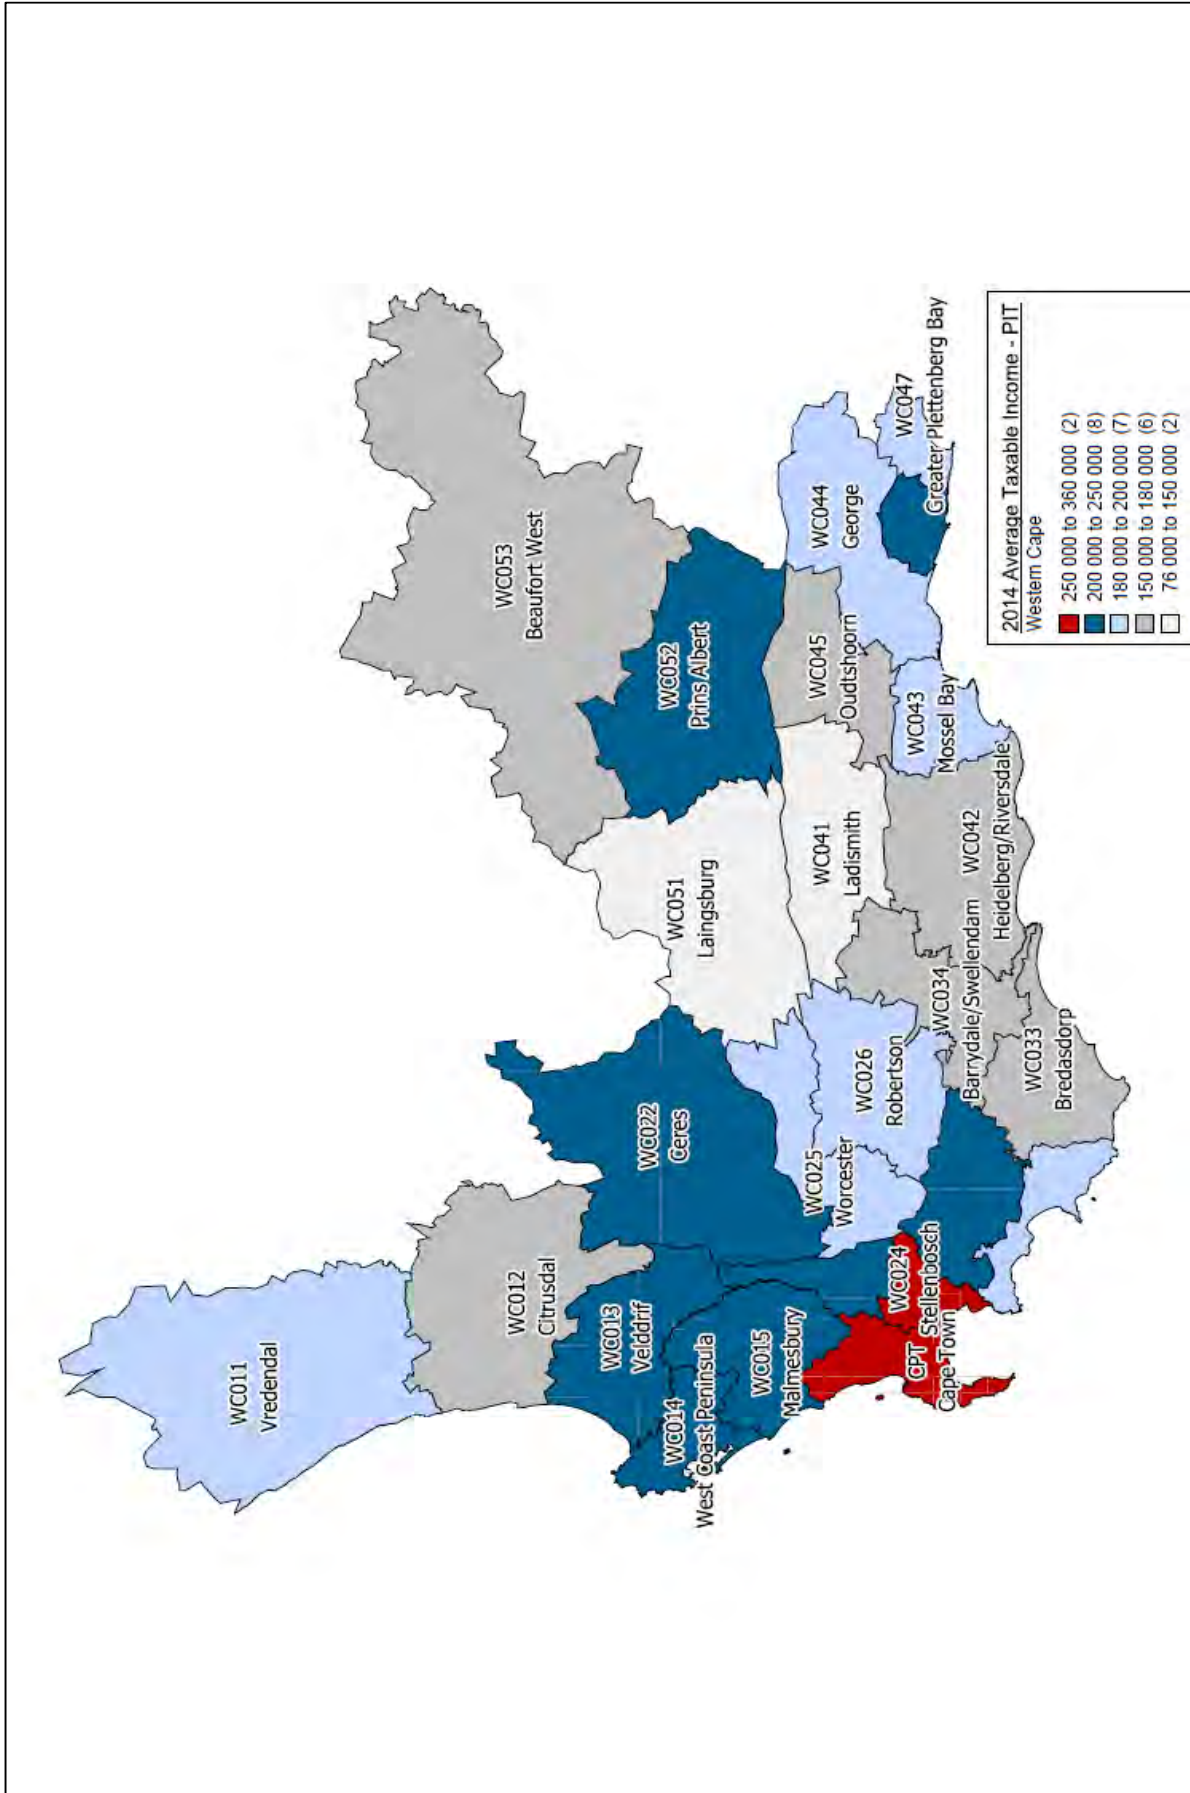 WC011
Vredendal
WC012
Citrusdal
WC013
Velddrif
WC014
West Coast Peninsula
WC015
Malmesbury
CPT
Cape Town
WC024
Stellenbosch
WC022
Ceres
WC025
Worcester
WC026
Robertson
WC033
Bredasdorp
WC034
Barrydale/Swellendam
WC042
Heidelberg/Riversdale
WC051
Laingsburg
WC041
Ladismith
WC052
Prins Albert
WC053
Beaufort West
WC045
Oudtshoorn
WC043
Mossel Bay
WC044
George
WC047
Greater Plettenberg Bay
2014 Average Taxable Income - PIT
Western Cape
250 000 to 360 000 (2)
200 000 to 250 000 (8)
180 000 to 200 000 (7)
150 000 to 180 000 (6)
76 000 to 150 000 (2)